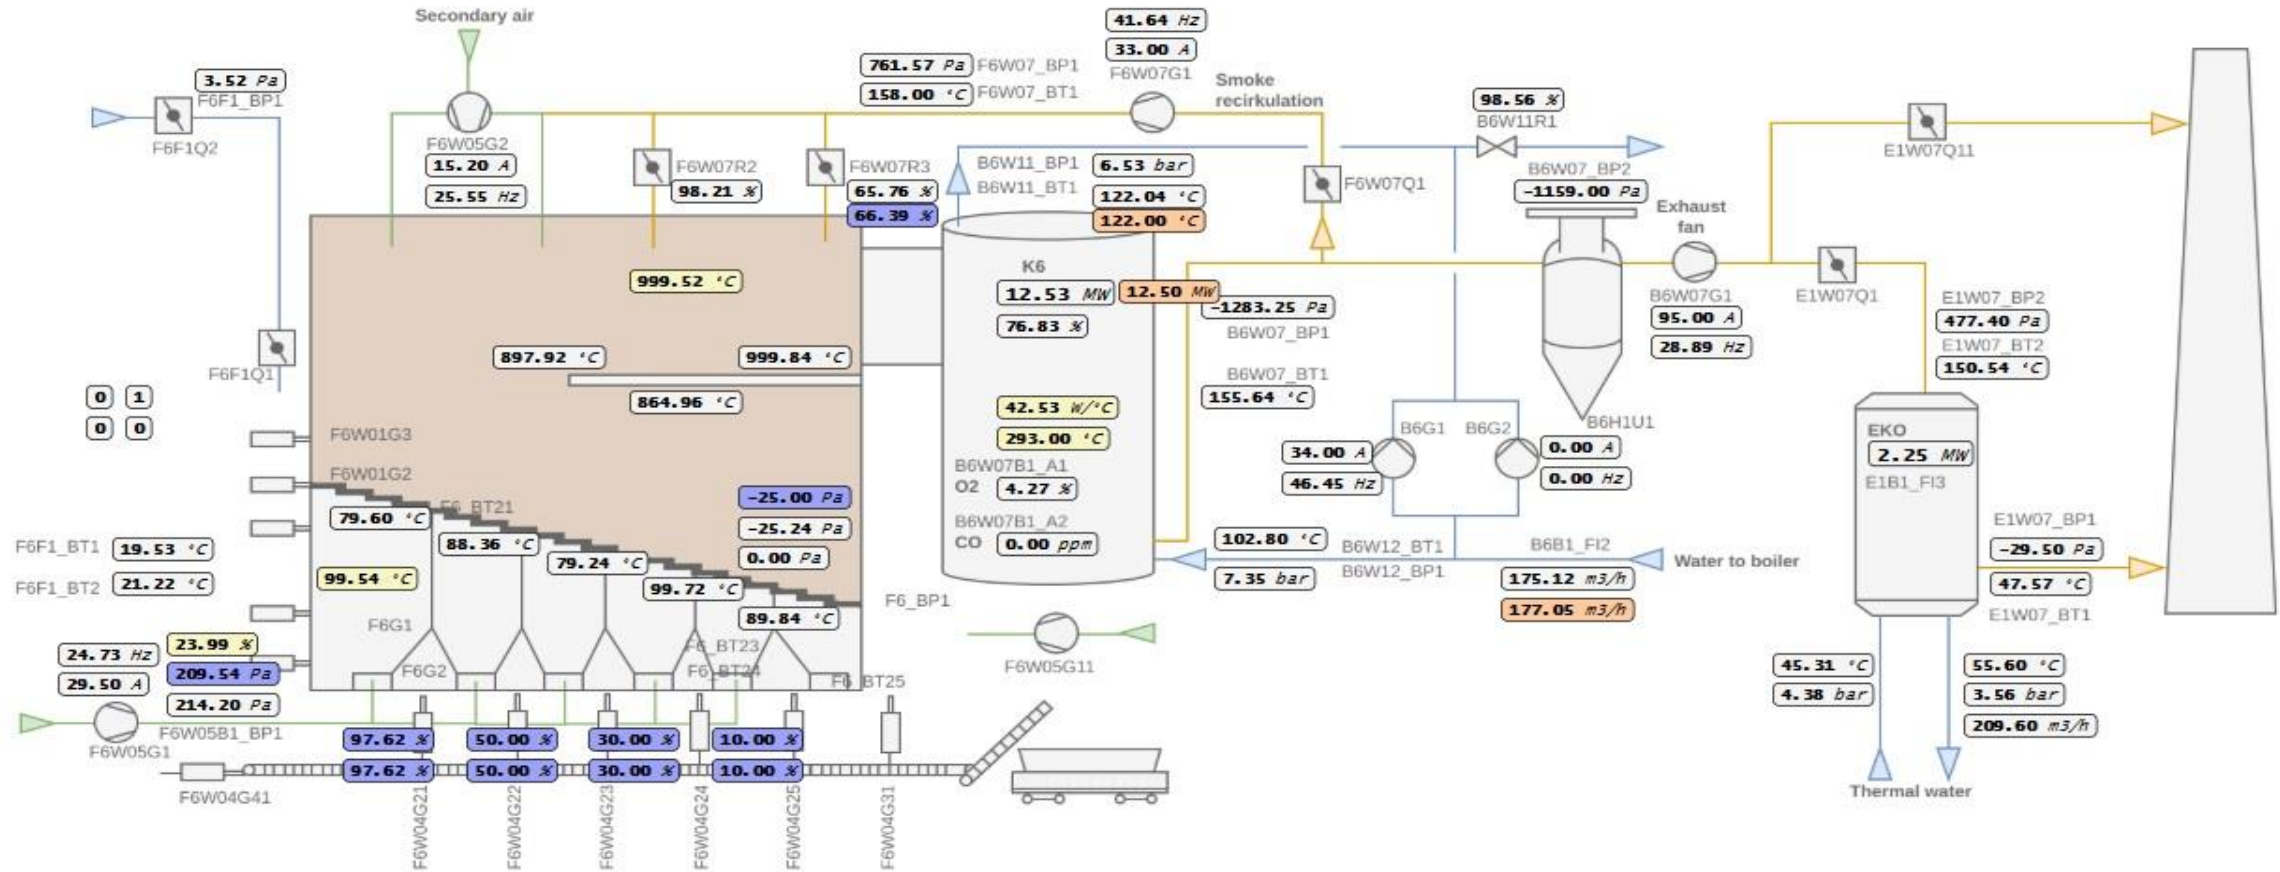 Secondary air
41.64 Hz
33.00 A
F6W07G1
761.57 Pa F6W07_BP1
158.00 °C F6W07_BT1
Smoke
recirkulation
3.52 Pa
F6F1_BP1
F6F1Q2
F6W05G2
15.20 A
25.55 Hz
F6W07R2
98.21 %
F6W07R3
65.76 %
66.39 %
B6W11_BP1
B6W11_BT1
6.53 bar
122.04 °C
122.00 °C
F6W07Q1
98.56 %
B6W11R1
B6W07_BP2
-1159.00 Pa
Exhaust
fan
E1W07Q11
B6W07G1
95.00 A
28.89 Hz
E1W07Q1
E1W07_BP2
477.40 Pa
E1W07_BT2
150.54 °C
999.52 °C
K6
12.53 MW
12.50 MW
76.83 %
-1283.25 Pa
B6W07_BP1
B6W07_BT1
155.64 °C
F6F1Q1
897.92 °C
999.84 °C
864.96 °C
0 1
0 0
42.53 W/°C
293.00 °C
B6W07B1_A1
O2 4.27 %
B6W07B1_A2
CO 0.00 ppm
B6G1 B6G2
34.00 A
46.45 Hz
0.00 A
0.00 Hz
B6H1U1
EKO
2.25 MW
E1B1_FI3
F6W01G3
F6W01G2
F6_BT21
79.60 °C
88.36 °C
79.24 °C
99.72 °C
89.84 °C
-25.00 Pa
-25.24 Pa
0.00 Pa
99.54 °C
F6F1_BT1 19.53 °C
F6F1_BT2 21.22 °C
102.80 °C
7.35 bar
B6W12_BT1
B6W12_BP1
B6B1_FI2
175.12 m3/h
177.05 m3/h
Water to boiler
E1W07_BP1
-29.50 Pa
47.57 °C
E1W07_BT1
F6_BP1
F6G1
F6G2
F6_BT23
F6_BT24
F6_BT25
F6W05G11
24.73 Hz
29.50 A
23.99 %
209.54 Pa
214.20 Pa
F6W05B1_BP1
F6W05G1
45.31 °C
4.38 bar
55.60 °C
3.56 bar
209.60 m3/h
Thermal water
97.62 % 50.00 % 30.00 % 10.00 %
97.62 % 50.00 % 30.00 % 10.00 %
F6W04G41
F6W04G21
F6W04G22
F6W04G23
F6W04G24
F6W04G25
F6W04G31